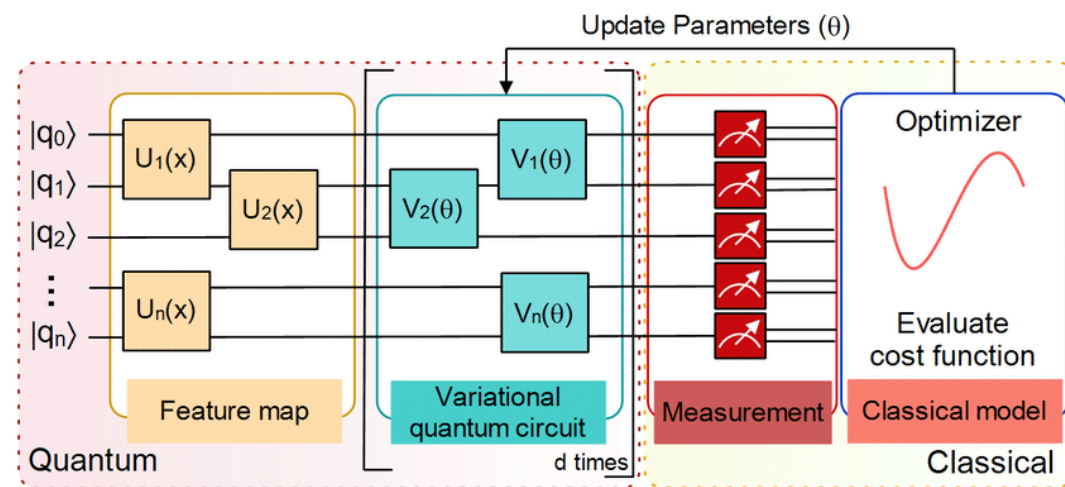 Update Parameters (θ)
|q₀⟩
|q₁⟩
|q₂⟩
⋮
|qₙ⟩
U₁(x)
U₂(x)
Uₙ(x)
Feature map
V₁(θ)
V₂(θ)
Vₙ(θ)
Variational
quantum circuit
d times
Measurement
Optimizer
Evaluate
cost function
Classical model
Quantum
Classical